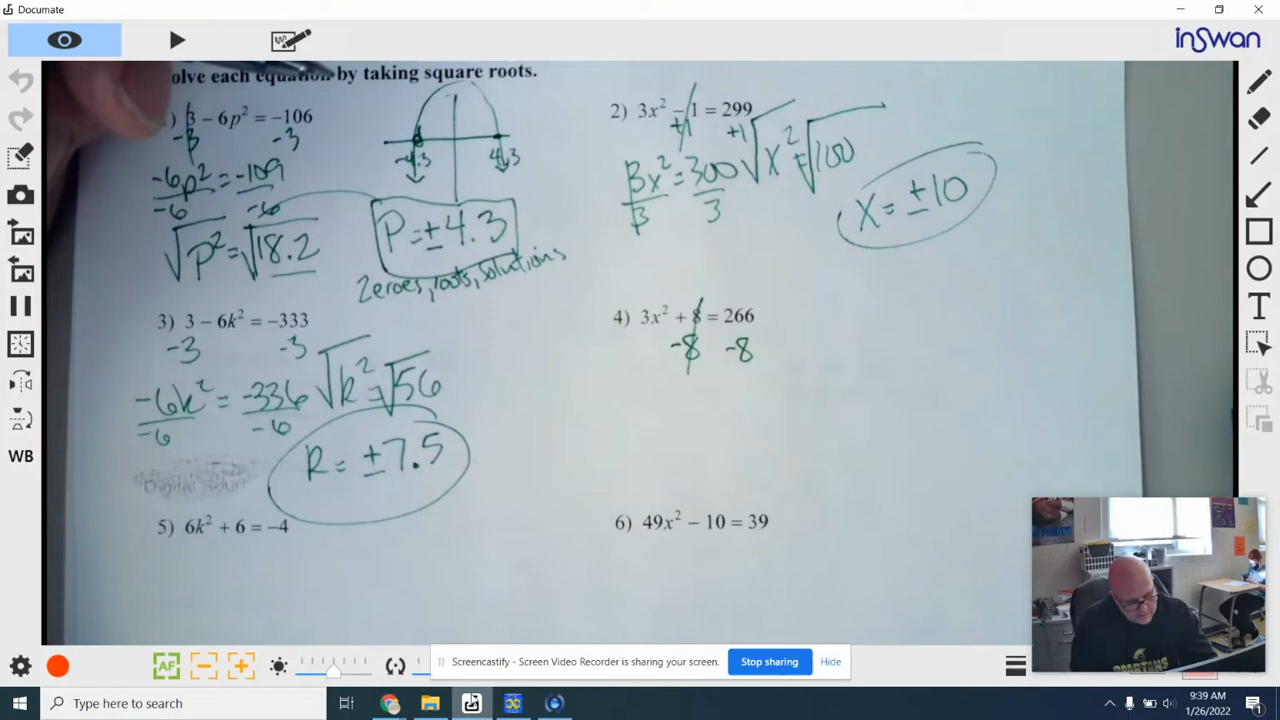 Documate
inSwan
olve each equation by taking square roots.
) 3 – 6p² = –106
-3 -3
-6p² = -109
-6 -6
√p² = √18.2
-4.3 4.3
P = ±4.3
Zeroes, roots, solutions
2) 3x² – 1 = 299
+1 +1
3x² = 300
3 3
√x² = √100
x = ±10
3) 3 – 6k² = –333
-3 -3
-6k² = -336
-6 -6
√k² = √56
k = ±7.5
4) 3x² + 8 = 266
-8 -8
5) 6k² + 6 = –4
6) 49x² – 10 = 39
WB
T
AF
Screencastify - Screen Video Recorder is sharing your screen.
Stop sharing
Hide
Type here to search
9:39 AM
1/26/2022
1